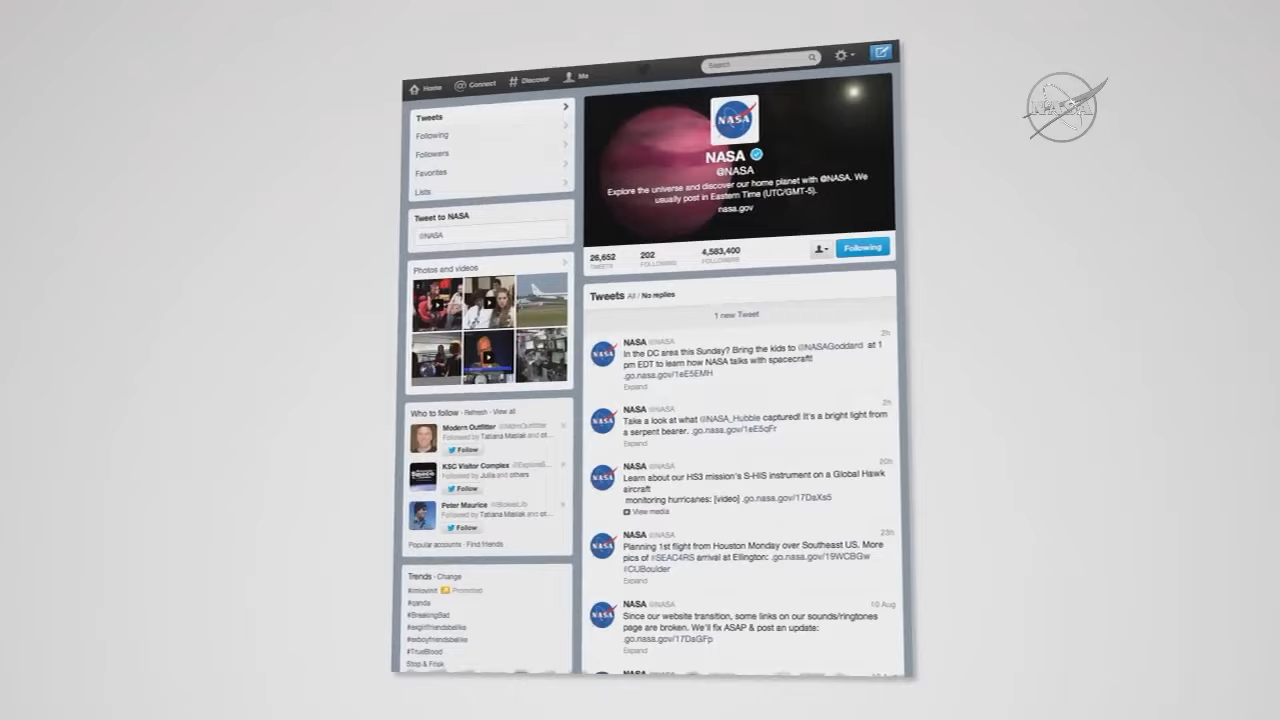 Home @ Connect # Discover Me
Search
Tweets
Following
Followers
Favorites
Lists
Tweet to NASA
@NASA
Photos and videos
Who to follow · Refresh · View all
Modern Outfitter @MdrnOutfitter
Followed by Tatiana Masiak and ot...
Follow
KSC Visitor Complex @ExploreS...
Followed by Julia and others
Follow
Peter Maurice
Followed by Tatiana Masiak and ot...
Follow
Popular accounts · Find friends
Trends · Change
#imlovinit Promoted
#qanda
#BreakingBad
#exgirlfriendsbelike
#exboyfriendsbelike
#TrueBlood
Stop & Frisk
NASA
NASA
@NASA
Explore the universe and discover our home planet with @NASA. We
usually post in Eastern Time (UTC/GMT-5).
nasa.gov
26,652 202 4,583,400
TWEETS FOLLOWING FOLLOWERS
Following
Tweets All / No replies
1 new Tweet
NASA @NASA 2h
In the DC area this Sunday? Bring the kids to @NASAGoddard at 1
pm EDT to learn how NASA talks with spacecraft!
.go.nasa.gov/1eE5EMH
Expand
NASA @NASA 2h
Take a look at what @NASA_Hubble captured! It's a bright light from
a serpent bearer. .go.nasa.gov/1eE5qFr
Expand
NASA @NASA 20h
Learn about our HS3 mission's S-HIS instrument on a Global Hawk
aircraft
monitoring hurricanes: [video] .go.nasa.gov/17DaXs5
View media
NASA @NASA 23h
Planning 1st flight from Houston Monday over Southeast US. More
pics of #SEAC4RS arrival at Ellington: .go.nasa.gov/19WCBGw
#CUBoulder
Expand
NASA @NASA 10 Aug
Since our website transition, some links on our sounds/ringtones
page are broken. We'll fix ASAP & post an update:
.go.nasa.gov/17DaGFp
Expand
NASA @NASA
NASA